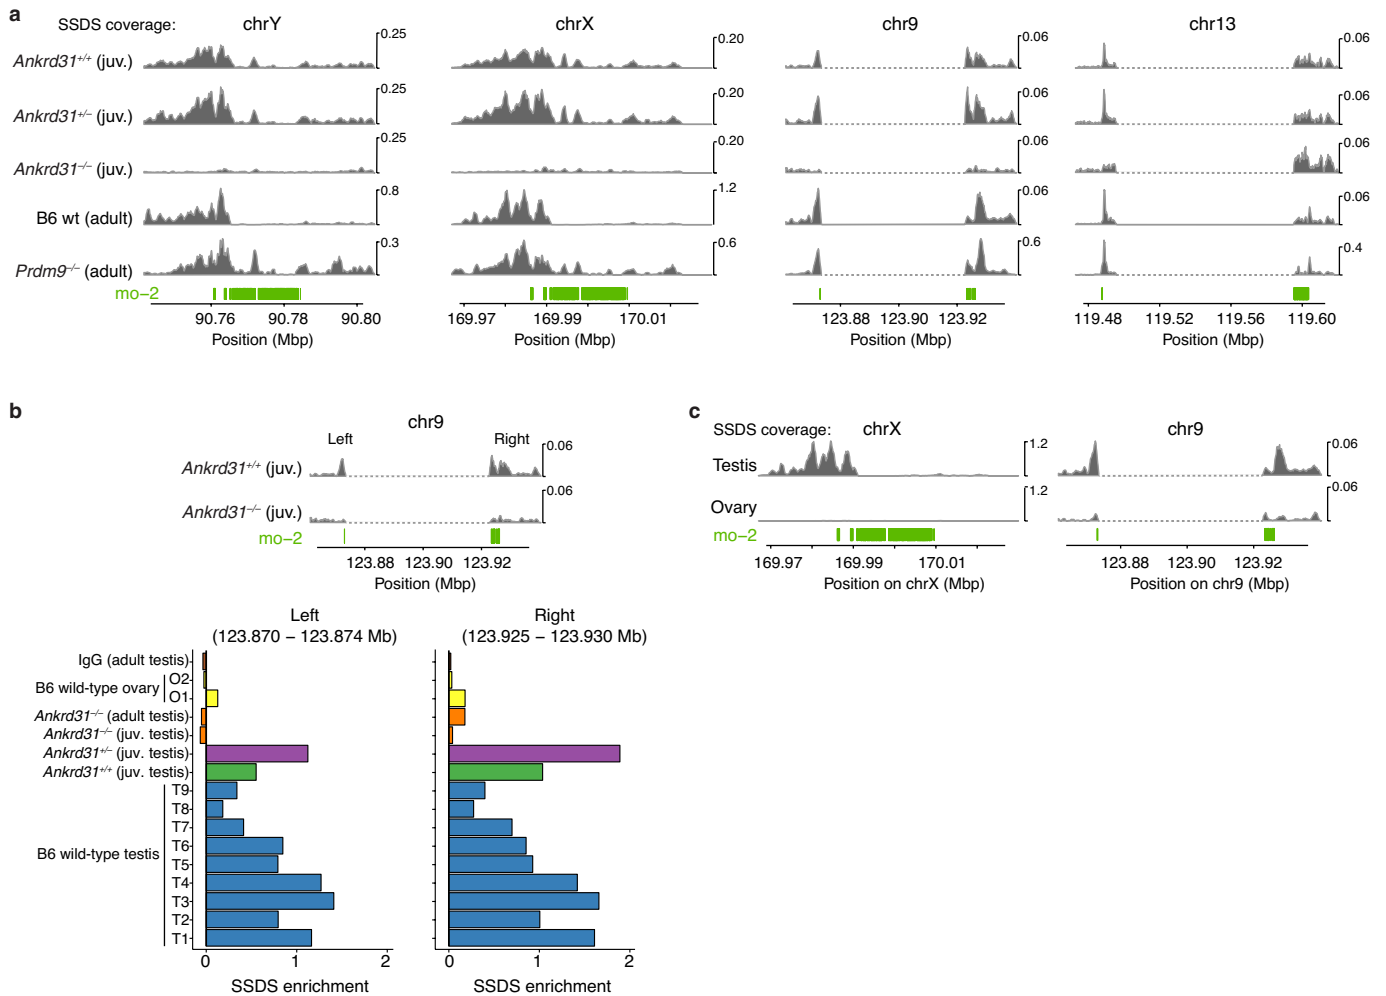 a
SSDS coverage: chrY chrX chr9 chr13
Ankrd31+/+ (juv.) 0.25 0.20 0.06 0.06
Ankrd31+/– (juv.) 0.25 0.20 0.06 0.06
Ankrd31–/– (juv.) 0.25 0.20 0.06 0.06
B6 wt (adult) 0.8 1.2 0.06 0.06
Prdm9–/– (adult) 0.3 0.6 0.6 0.4
mo–2
90.76 90.78 90.80 169.97 169.99 170.01 123.88 123.90 123.92 119.48 119.52 119.56 119.60
Position (Mbp) Position (Mbp) Position (Mbp) Position (Mbp)
b
chr9
Left Right
Ankrd31+/+ (juv.) 0.06
Ankrd31–/– (juv.) 0.06
mo–2
123.88 123.90 123.92
Position (Mbp)
Left Right
(123.870 – 123.874 Mb) (123.925 – 123.930 Mb)
IgG (adult testis)
B6 wild-type ovary
O2
O1
Ankrd31–/– (adult testis)
Ankrd31–/– (juv. testis)
Ankrd31+/– (juv. testis)
Ankrd31+/+ (juv. testis)
B6 wild-type testis
T9
T8
T7
T6
T5
T4
T3
T2
T1
0 1 2 0 1 2
SSDS enrichment SSDS enrichment
c
SSDS coverage: chrX chr9
Testis 1.2 0.06
Ovary 1.2 0.06
mo–2
169.97 169.99 170.01 123.88 123.90 123.92
Position on chrX (Mbp) Position on chr9 (Mbp)